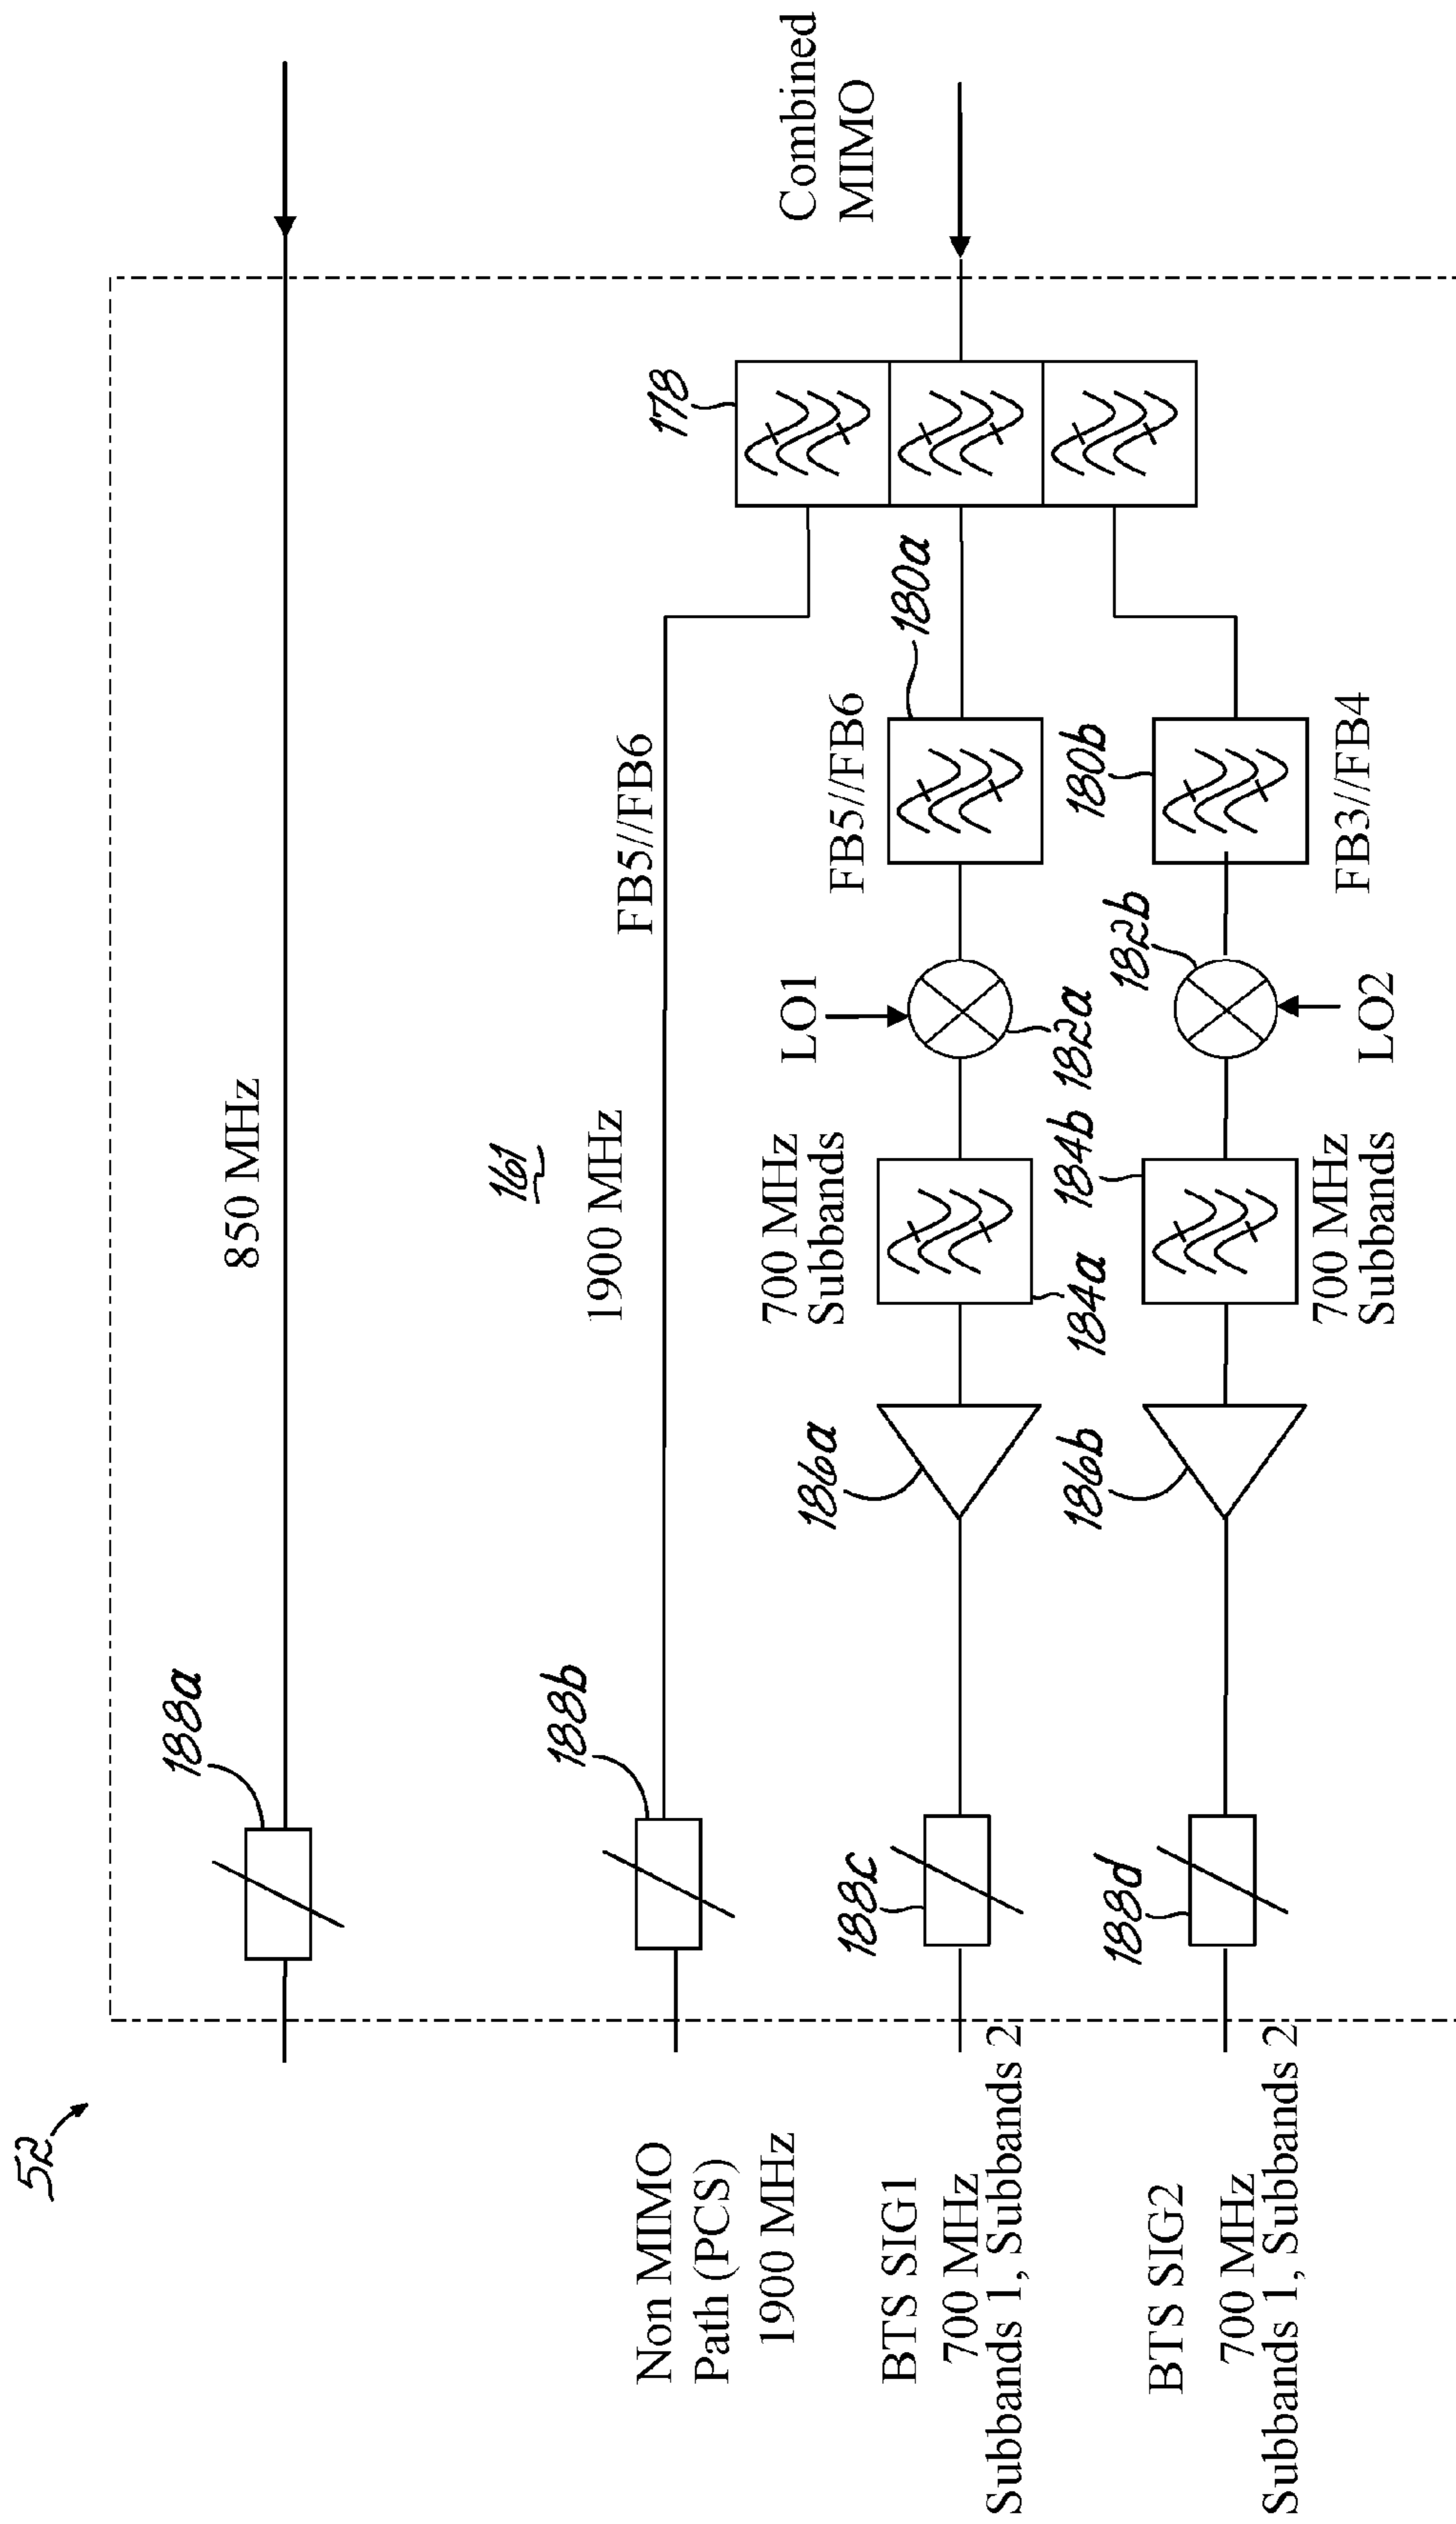 52
850 MHz
188a
Combined
MIMO
161
1900 MHz
FB5//FB6
178
188b
Non MIMO
Path (PCS)
1900 MHz
186a
700 MHz
Subbands
184a
LO1
182a
FB5//FB6
180a
188c
BTS SIG1
700 MHz
Subbands 1, Subbands 2
186b
184b
182b
180b
188d
BTS SIG2
700 MHz
Subbands 1, Subbands 2
700 MHz
Subbands
LO2
FB3//FB4